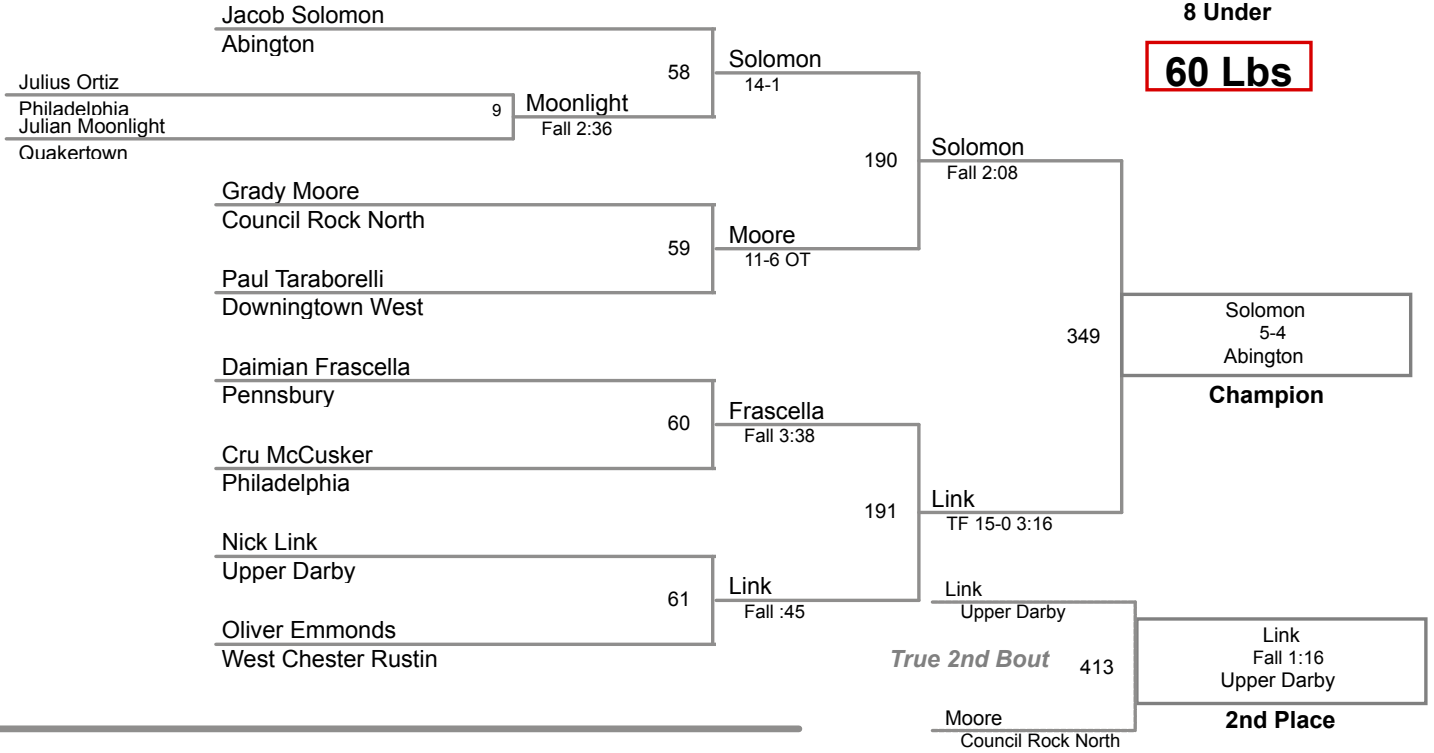 8 Under
60 Lbs
Jacob Solomon
Abington
58
Solomon
14-1
Julius Ortiz
Philadelphia
9
Moonlight
Fall 2:36
Julian Moonlight
Quakertown
190
Solomon
Fall 2:08
Grady Moore
Council Rock North
59
Moore
11-6 OT
Paul Taraborelli
Downingtown West
349
Solomon
5-4
Abington
Champion
Daimian Frascella
Pennsbury
60
Frascella
Fall 3:38
Cru McCusker
Philadelphia
191
Link
TF 15-0 3:16
Nick Link
Upper Darby
61
Link
Fall :45
Oliver Emmonds
West Chester Rustin
Link
Upper Darby
True 2nd Bout
413
Link
Fall 1:16
Upper Darby
2nd Place
Moore
Council Rock North